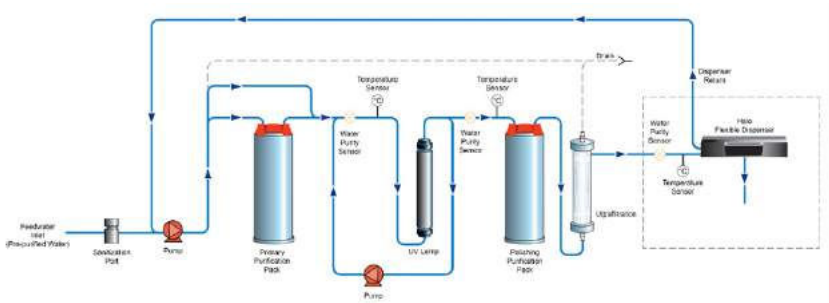 Drain
Temperature
Sensor
Temperature
Sensor
Dispenser
Return
Water
Purity
Sensor
Water
Purity
Sensor
Water
Purity
Sensor
Halo
Flexible Dispenser
°C
°C
°C
Temperature
Sensor
Feedwater
Inlet
(Pre-purified Water)
Sanitization
Port
Pump
Primary
Purification
Pack
UV Lamp
Polishing
Purification
Pack
Pump